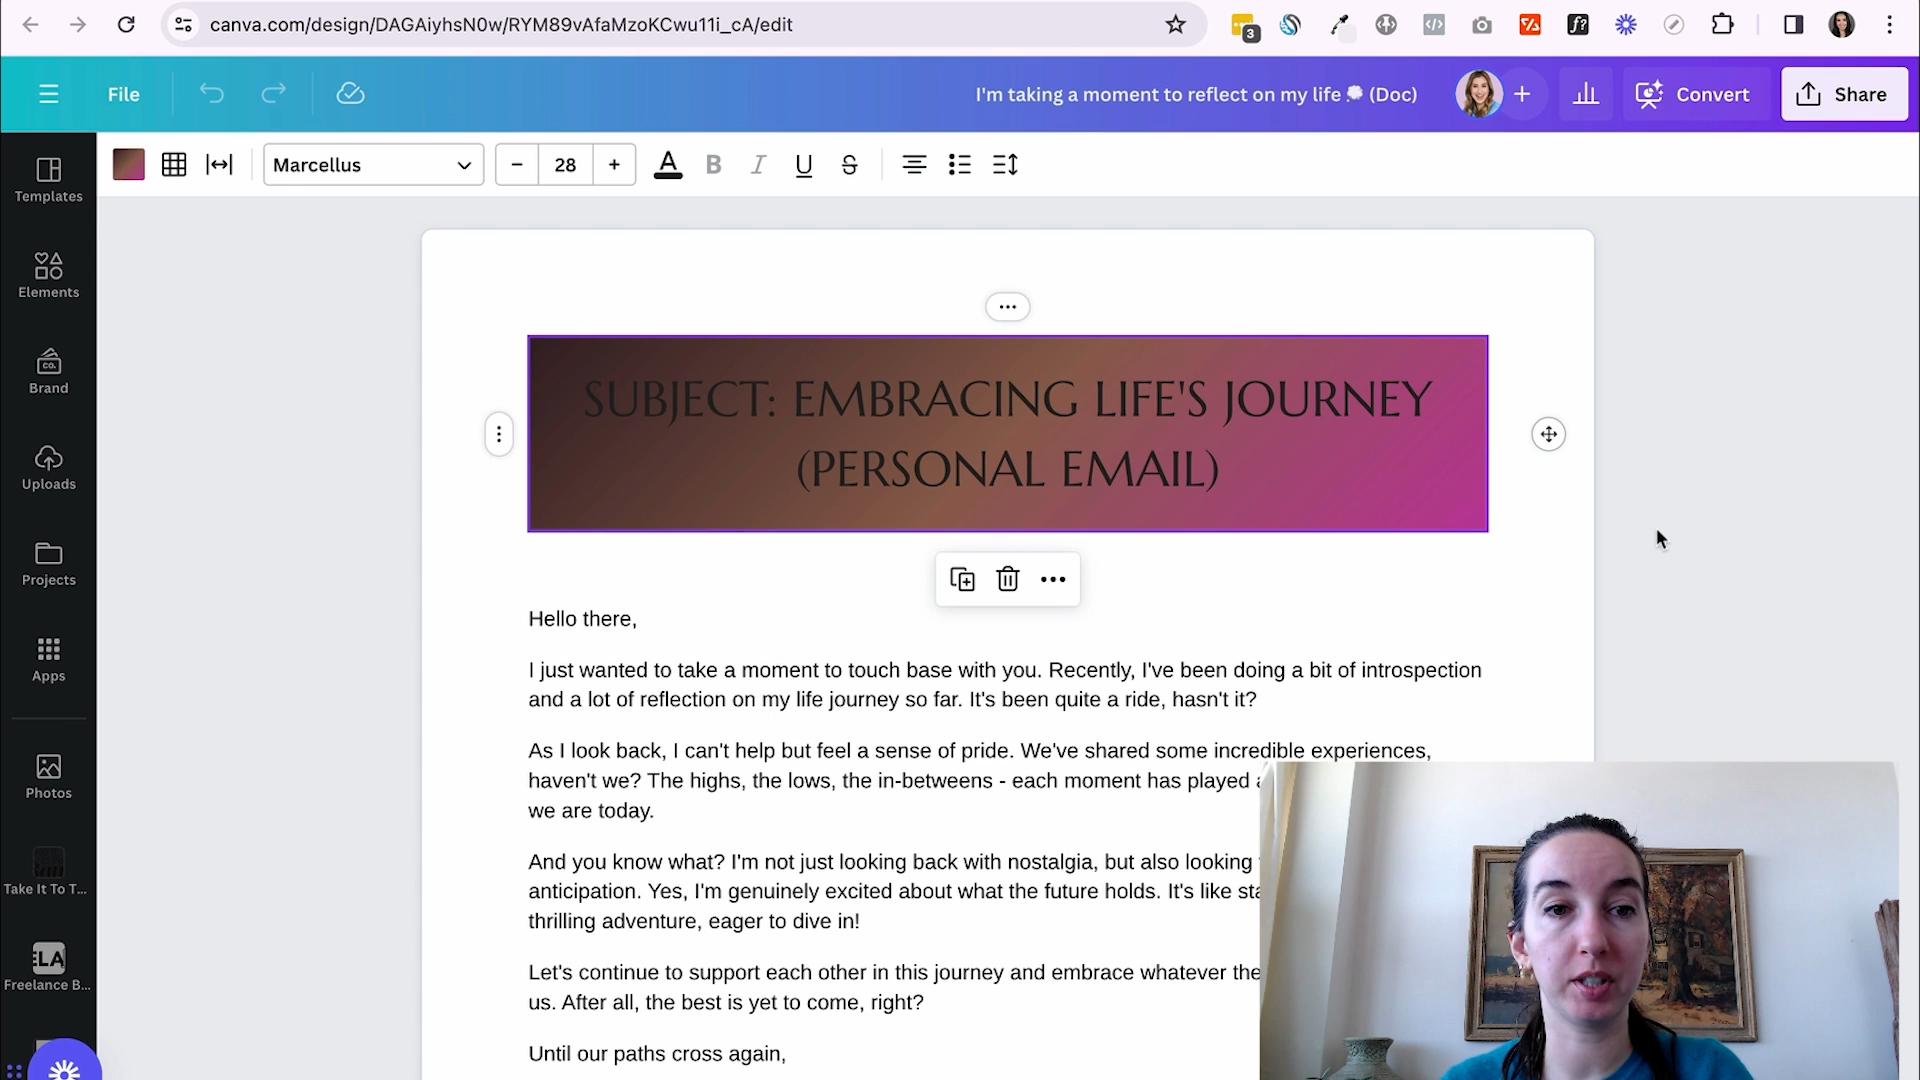 canva.com/design/DAGAiyhsN0w/RYM89vAfaMzoKCwu11i_cA/edit
3
File
I'm taking a moment to reflect on my life 💭 (Doc)
Convert
Share
Marcellus
28
A B I U S
Templates
Elements
CO.
Brand
Uploads
Projects
Apps
Photos
Take It To T...
ELA
Freelance B...
SUBJECT: EMBRACING LIFE'S JOURNEY
(PERSONAL EMAIL)
Hello there,
I just wanted to take a moment to touch base with you. Recently, I've been doing a bit of introspection
and a lot of reflection on my life journey so far. It's been quite a ride, hasn't it?
As I look back, I can't help but feel a sense of pride. We've shared some incredible experiences,
haven't we? The highs, the lows, the in-betweens - each moment has played
we are today.
And you know what? I'm not just looking back with nostalgia, but also looking
anticipation. Yes, I'm genuinely excited about what the future holds. It's like
thrilling adventure, eager to dive in!
Let's continue to support each other in this journey and embrace whatever
us. After all, the best is yet to come, right?
Until our paths cross again,